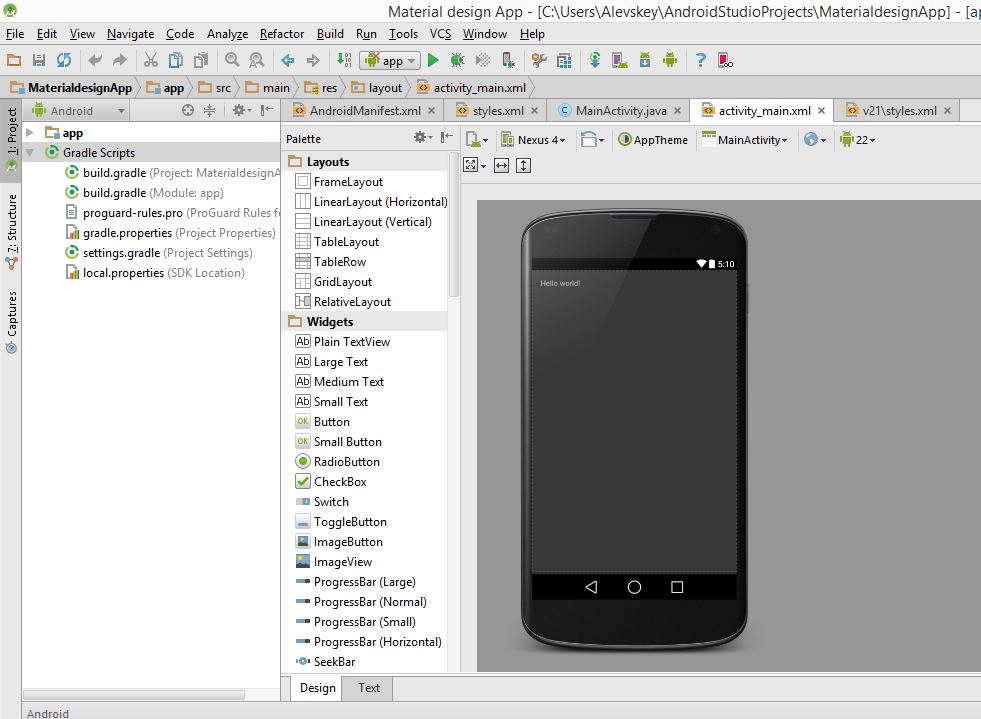 Material design App - [C:\Users\Alevskey\AndroidStudioProjects\MaterialdesignApp] - [ap
File Edit View Navigate Code Analyze Refactor Build Run Tools VCS Window Help
app
MaterialdesignApp app src main res layout activity_main.xml
1: Project
7: Structure
Captures
Android
AndroidManifest.xml styles.xml MainActivity.java activity_main.xml v21\styles.xml
app
Gradle Scripts
build.gradle (Project: MaterialdesignA
build.gradle (Module: app)
proguard-rules.pro (ProGuard Rules fo
gradle.properties (Project Properties)
settings.gradle (Project Settings)
local.properties (SDK Location)
Palette
Nexus 4 AppTheme MainActivity 22
Layouts
FrameLayout
LinearLayout (Horizontal)
LinearLayout (Vertical)
TableLayout
TableRow
GridLayout
RelativeLayout
Widgets
Ab Plain TextView
Ab Large Text
Ab Medium Text
Ab Small Text
OK Button
OK Small Button
RadioButton
CheckBox
Switch
ToggleButton
ImageButton
ImageView
ProgressBar (Large)
ProgressBar (Normal)
ProgressBar (Small)
ProgressBar (Horizontal)
SeekBar
5:10
Hello world!
Design Text
Android